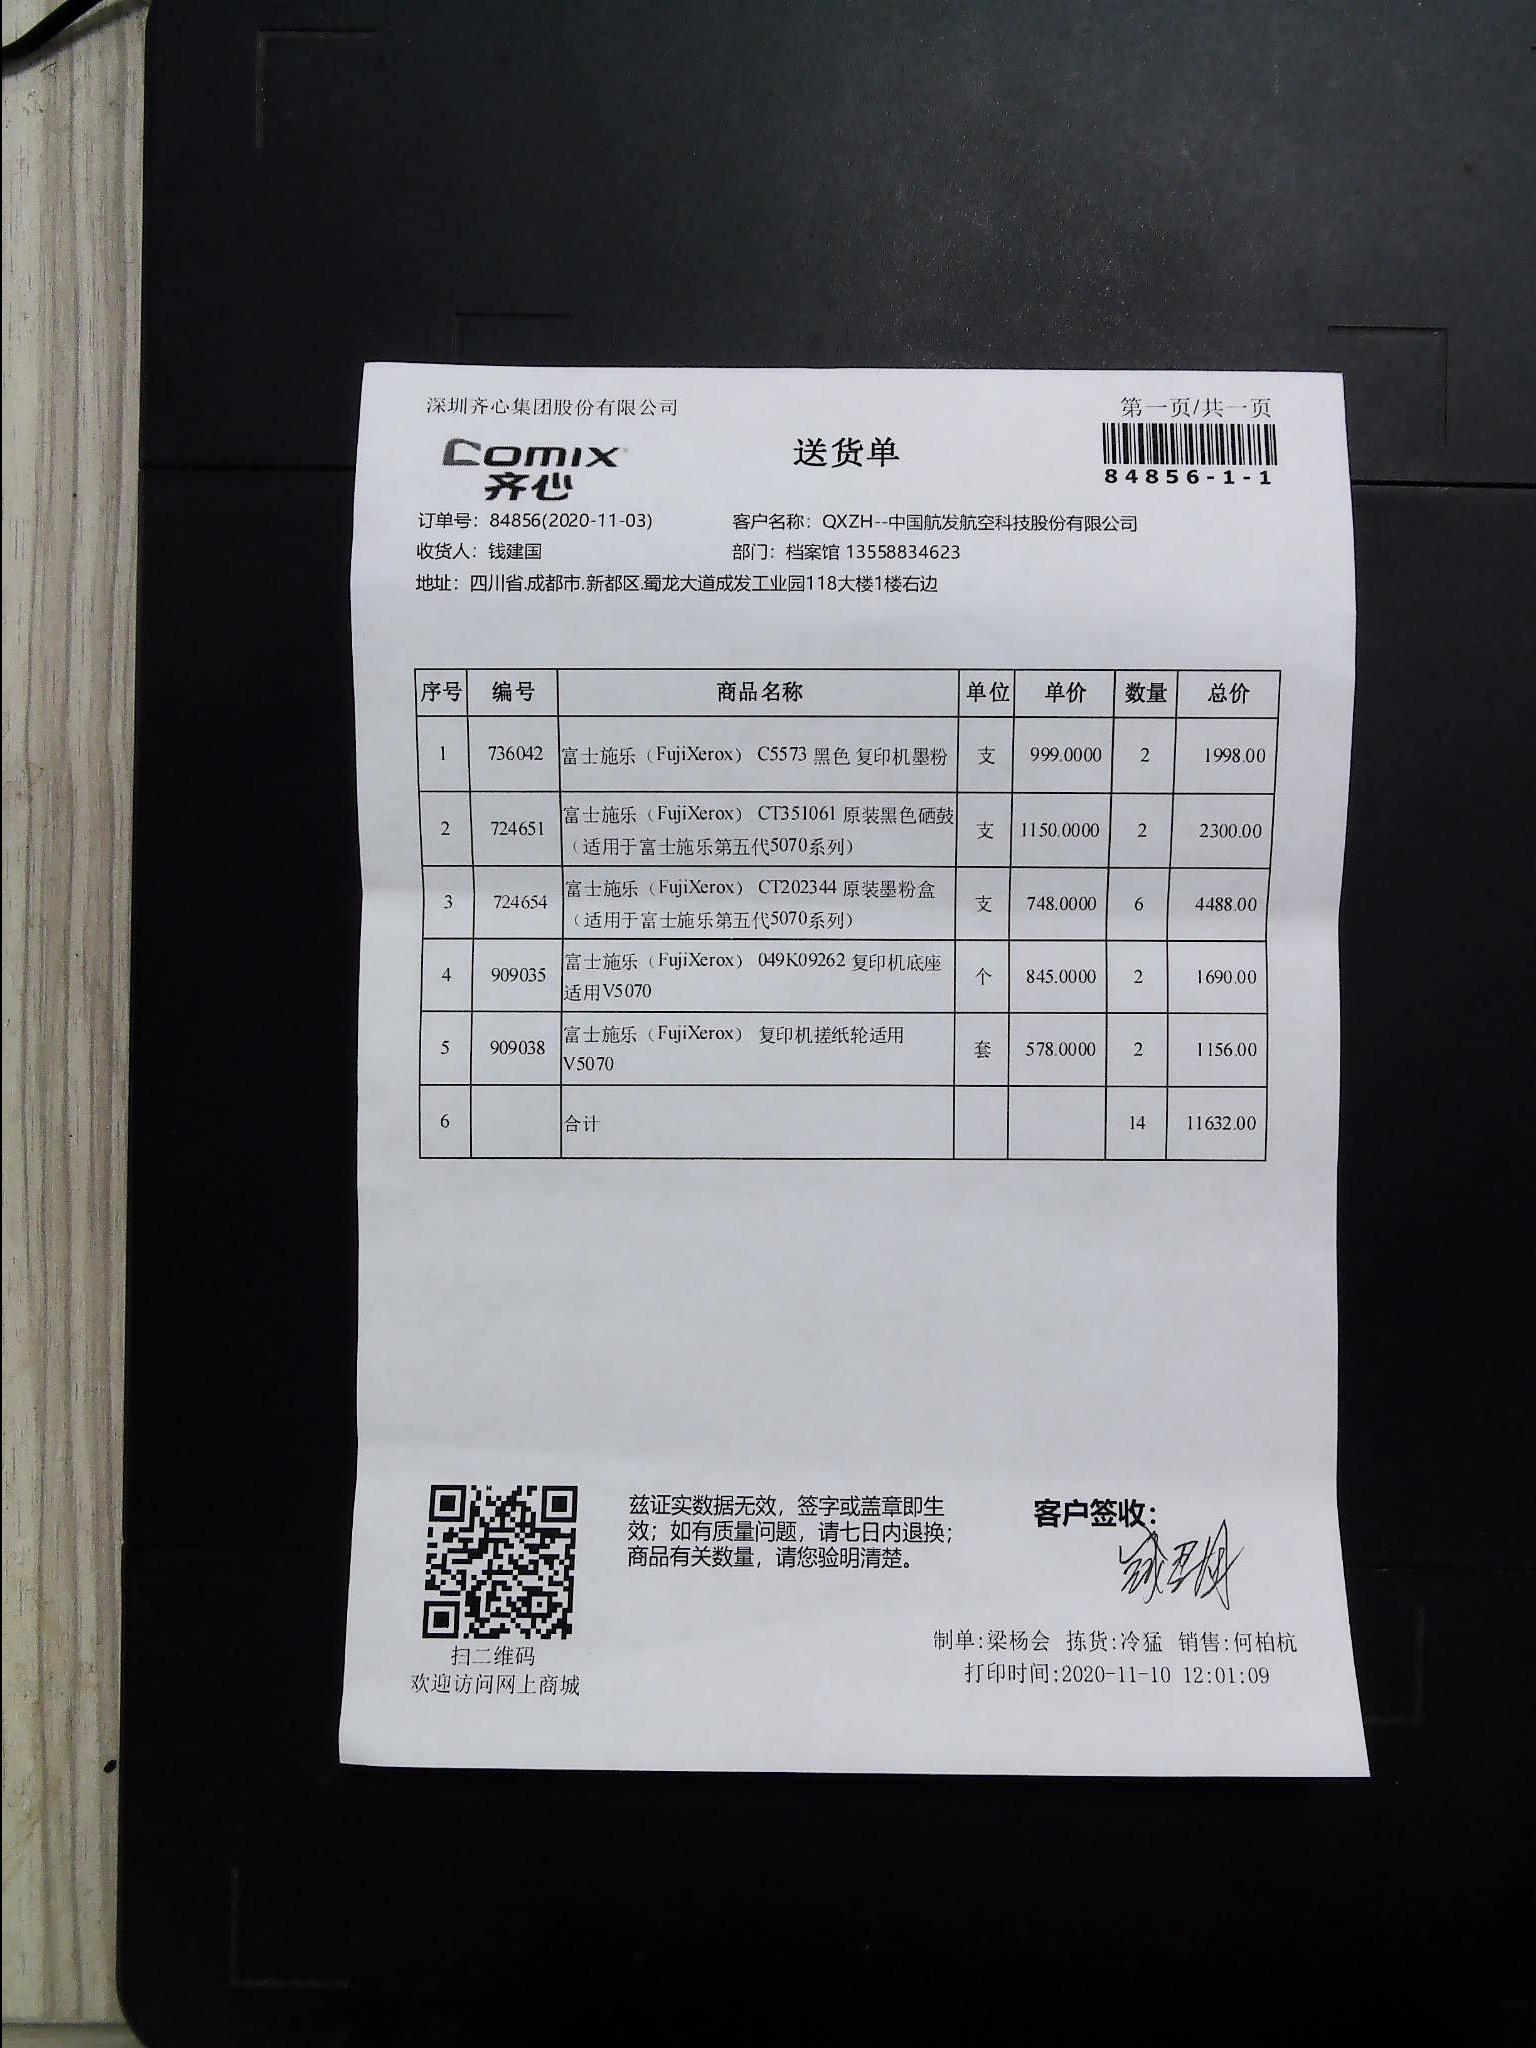 深圳齐心集团股份有限公司
第一页/共一页
comix
齐心
送货单
84856-1-1
订单号：84856(2020-11-03)
客户名称：QXZH--中国航发航空科技股份有限公司
收货人：钱建国
部门：档案馆 13558834623
地址：四川省.成都市.新都区.蜀龙大道成发工业园118大楼1楼右边
序号 编号 商品名称 单位 单价 数量 总价
1 736042 富士施乐（FujiXerox） C5573 黑色 复印机墨粉 支 999.0000 2 1998.00
2 724651 富士施乐（FujiXerox） CT351061 原装黑色硒鼓 支 1150.0000 2 2300.00
（适用于富士施乐第五代5070系列）
3 724654 富士施乐（FujiXerox） CT202344 原装墨粉盒 支 748.0000 6 4488.00
（适用于富士施乐第五代5070系列）
4 909035 富士施乐（FujiXerox） 049K09262 复印机底座 个 845.0000 2 1690.00
适用V5070
5 909038 富士施乐（FujiXerox） 复印机搓纸轮适用 套 578.0000 2 1156.00
V5070
6 合计 14 11632.00
兹证实数据无效，签字或盖章即生
效；如有质量问题，请七日内退换；
商品有关数量，请您验明清楚。
客户签收：
扫二维码
欢迎访问网上商城
制单:梁杨会 拣货:冷猛 销售:何柏杭
打印时间:2020-11-10 12:01:09